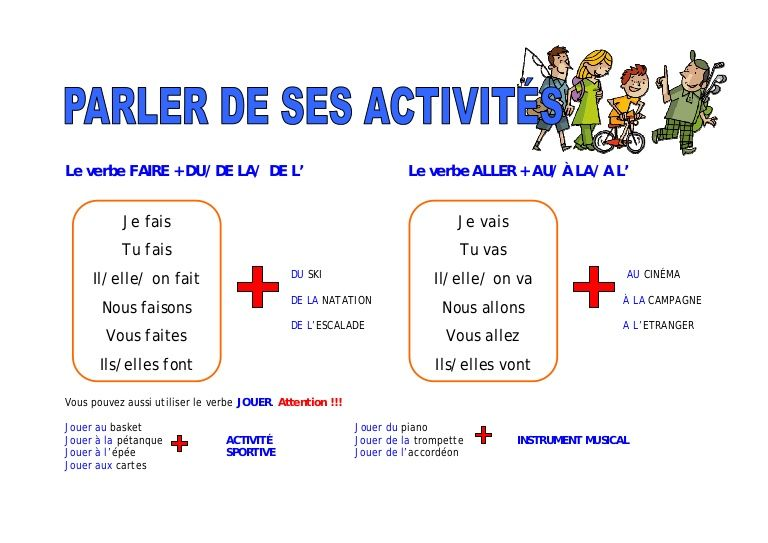 PARLER DE SES ACTIVITÉS
Le verbe FAIRE + DU/ DE LA/ DE L'
Je fais
Tu fais
Il/elle/ on fait
Nous faisons
Vous faites
Ils/elles font
DU SKI
DE LA NATATION
DE L'ESCALADE
Le verbe ALLER + AU/ À LA/ A L'
Je vais
Tu vas
Il/elle/ on va
Nous allons
Vous allez
Ils/elles vont
AU CINÉMA
À LA CAMPAGNE
A L'ETRANGER
Vous pouvez aussi utiliser le verbe JOUER. Attention !!!
Jouer au basket
Jouer à la pétanque
Jouer à l'épée
Jouer aux cartes
ACTIVITÉ
SPORTIVE
Jouer du piano
Jouer de la trompette
Jouer de l'accordéon
INSTRUMENT MUSICAL